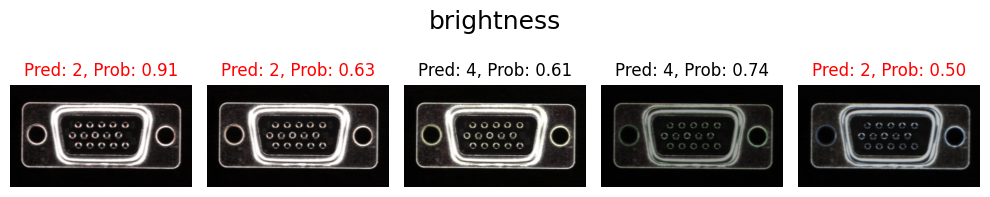 brightness
Pred: 2, Prob: 0.91
Pred: 2, Prob: 0.63
Pred: 4, Prob: 0.61
Pred: 4, Prob: 0.74
Pred: 2, Prob: 0.50